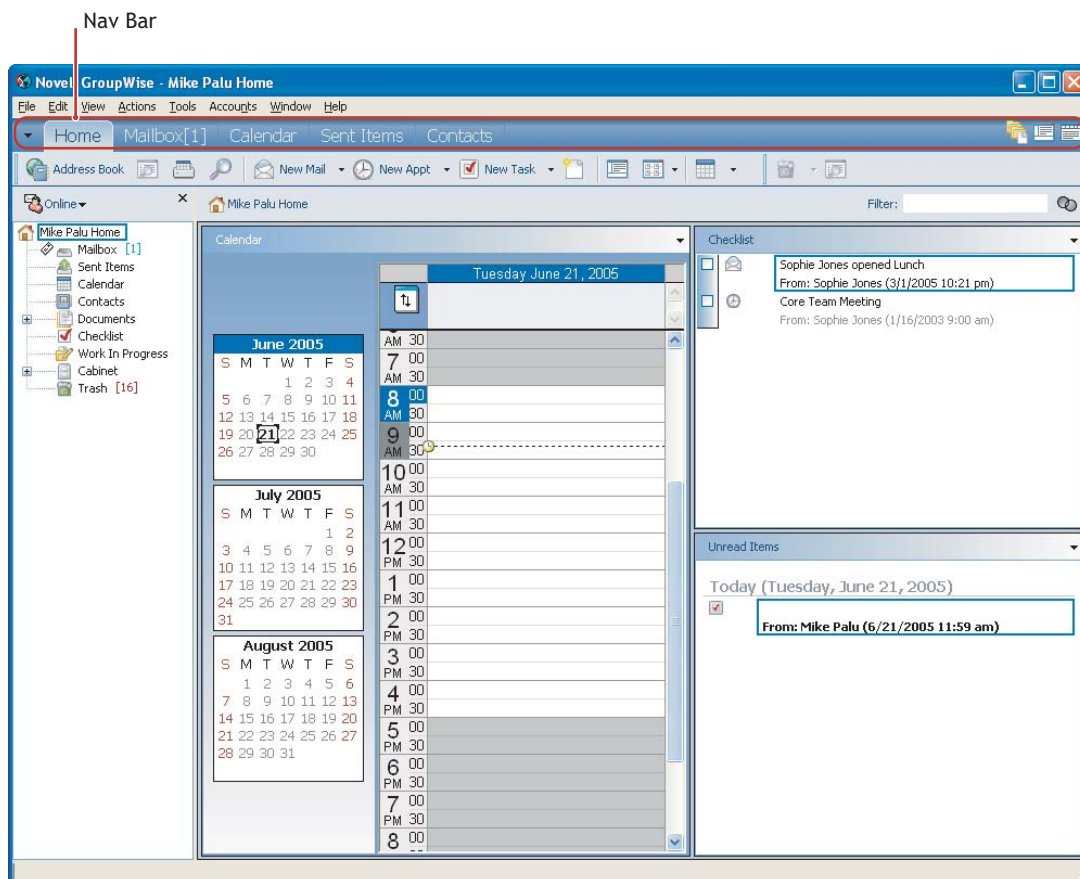 Nav Bar
Novell GroupWise - Mike Palu Home
File Edit View Actions Tools Accounts Window Help
Home Mailbox[1] Calendar Sent Items Contacts
Address Book New Mail New Appt New Task
Online Mike Palu Home Filter:
Mike Palu Home
Mailbox [1]
Sent Items
Calendar
Contacts
Documents
Checklist
Work In Progress
Cabinet
Trash [16]
Calendar
Tuesday June 21, 2005
June 2005
S M T W T F S
1 2 3 4
5 6 7 8 9 10 11
12 13 14 15 16 17 18
19 20 21 22 23 24 25
26 27 28 29 30
July 2005
S M T W T F S
1 2
3 4 5 6 7 8 9
10 11 12 13 14 15 16
17 18 19 20 21 22 23
24 25 26 27 28 29 30
31
August 2005
S M T W T F S
1 2 3 4 5 6
7 8 9 10 11 12 13
14 15 16 17 18 19 20
21 22 23 24 25 26 27
28 29 30 31
AM 30
7 00
AM 30
8 00
AM 30
9 00
AM 30
10 00
AM 30
11 00
AM 30
12 00
PM 30
1 00
PM 30
2 00
PM 30
3 00
PM 30
4 00
PM 30
5 00
PM 30
6 00
PM 30
7 00
PM 30
8 00
Checklist
Sophie Jones opened Lunch
From: Sophie Jones (3/1/2005 10:21 pm)
Core Team Meeting
From: Sophie Jones (1/16/2003 9:00 am)
Unread Items
Today (Tuesday, June 21, 2005)
From: Mike Palu (6/21/2005 11:59 am)